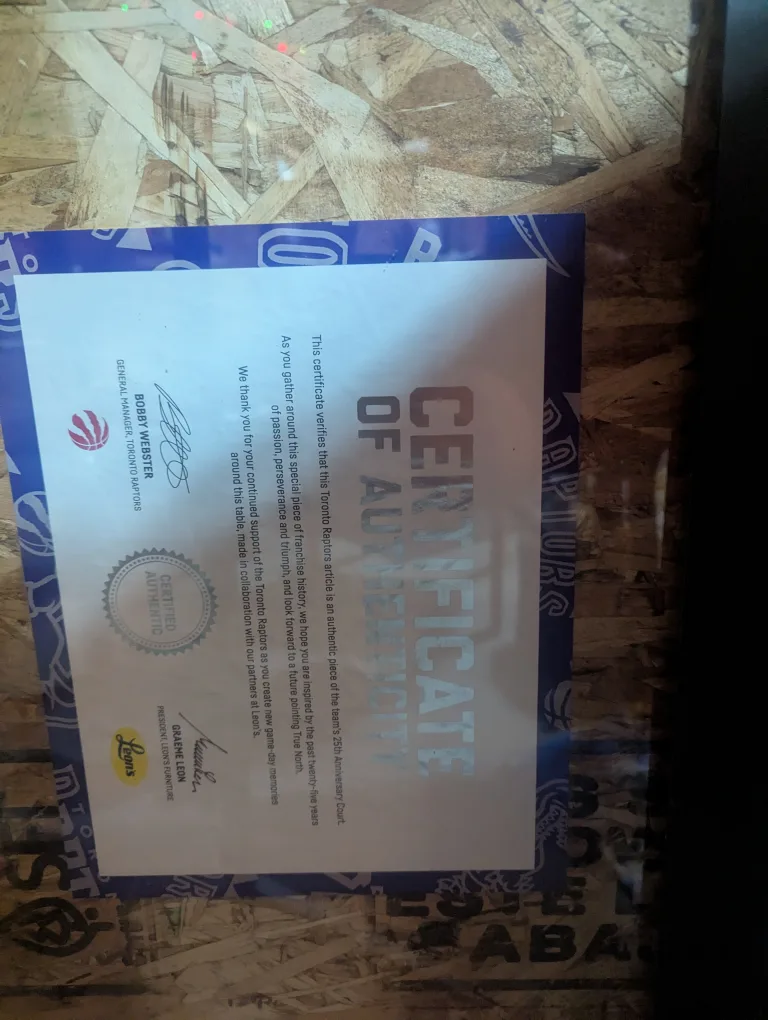 CERTIFICATE
OF AUTHENTICITY
This certificate verifies that this Toronto Raptors article is an authentic piece of the team's 25th Anniversary Court.
As you gather around this special piece of franchise history, we hope you are inspired by the past twenty-five years
of passion, perseverance and triumph, and look forward to a future pointing True North.
We thank you for your continued support of the Toronto Raptors as you create new game-day memories
around this table, made in collaboration with our partners at Leon's.
BOBBY WEBSTER
GENERAL MANAGER, TORONTO RAPTORS
CERTIFIED
AUTHENTIC
GRAEME LEON
PRESIDENT, LEON'S FURNITURE
Leon's
RAPTORS